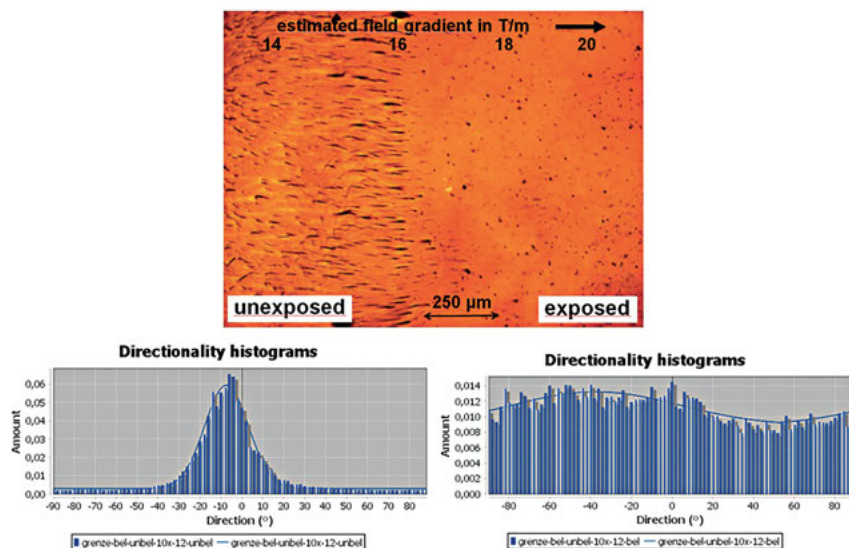 estimated field gradient in T/m
14 16 18 20
250 µm
unexposed exposed
Directionality histograms
0,06
0,05
0,04
0,03
0,02
0,01
0,00
Amount
-90 -80 -70 -60 -50 -40 -30 -20 -10 0 10 20 30 40 50 60 70 80
Direction (°)
grenze-bel-unbel-10x-12-unbel grenze-bel-unbel-10x-12-unbel
Directionality histograms
0,014
0,012
0,010
0,008
0,006
0,004
0,002
0,000
Amount
-80 -60 -40 -20 0 20 40 60 80
Direction (°)
grenze-bel-unbel-10x-12-bel grenze-bel-unbel-10x-12-bel